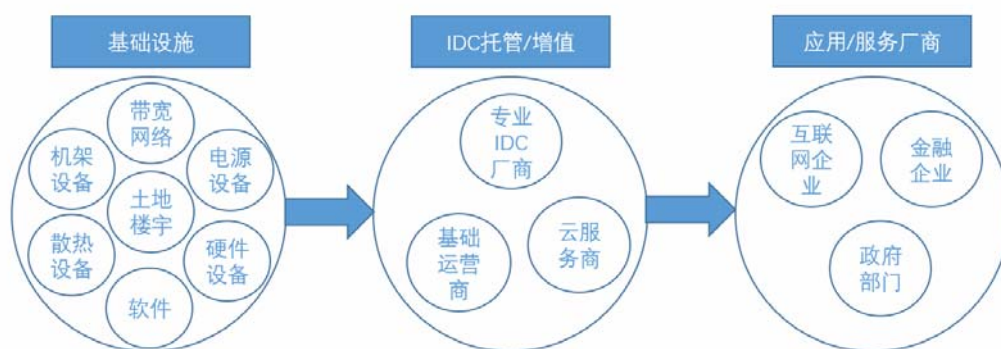 基础设施
IDC托管/增值
应用/服务厂商
带宽
网络
机架
设备
电源
设备
土地
楼宇
散热
设备
硬件
设备
软件
专业
IDC
厂商
基础
运营
商
云服
务商
互联
网企
业
金融
企业
政府
部门